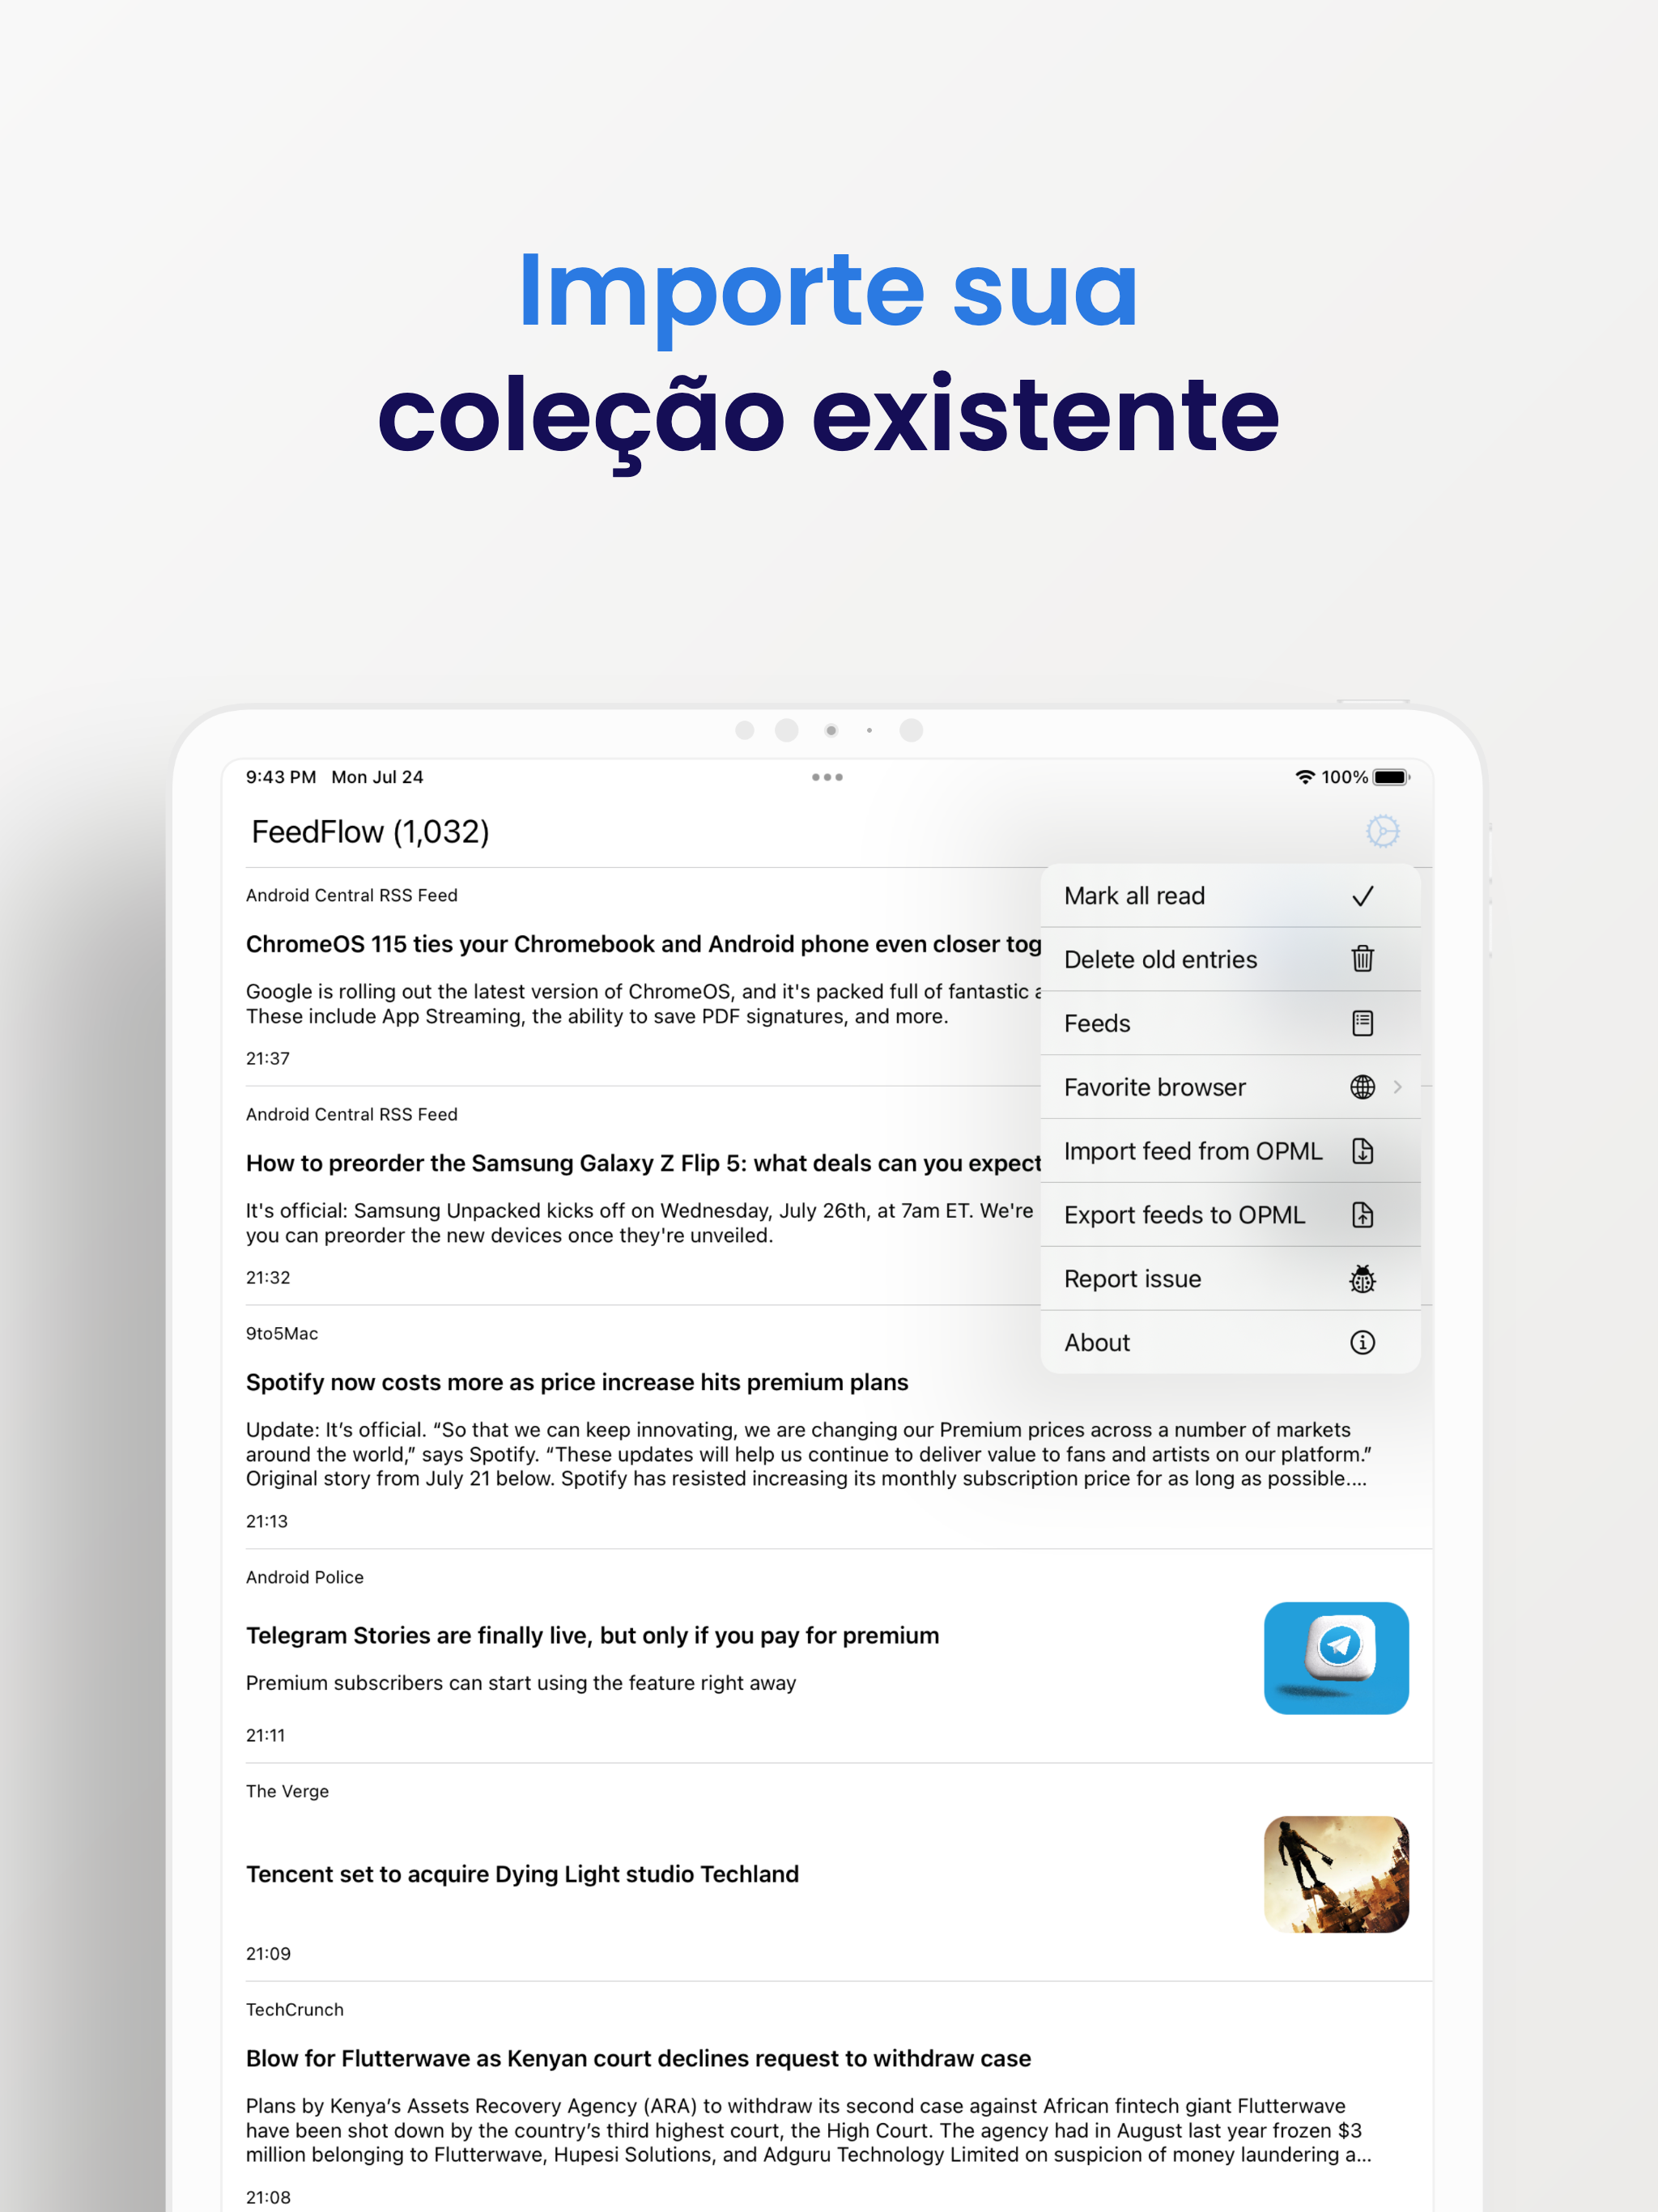 Importe sua
coleção existente
9:43 PM Mon Jul 24
100%
FeedFlow (1,032)
Android Central RSS Feed
ChromeOS 115 ties your Chromebook and Android phone even closer tog
Google is rolling out the latest version of ChromeOS, and it's packed full of fantastic a
These include App Streaming, the ability to save PDF signatures, and more.
21:37
Mark all read
Delete old entries
Feeds
Favorite browser
Import feed from OPML
Export feeds to OPML
Report issue
About
Android Central RSS Feed
How to preorder the Samsung Galaxy Z Flip 5: what deals can you expect
It's official: Samsung Unpacked kicks off on Wednesday, July 26th, at 7am ET. We're
you can preorder the new devices once they're unveiled.
21:32
9to5Mac
Spotify now costs more as price increase hits premium plans
Update: It’s official. “So that we can keep innovating, we are changing our Premium prices across a number of markets
around the world,” says Spotify. “These updates will help us continue to deliver value to fans and artists on our platform.”
Original story from July 21 below. Spotify has resisted increasing its monthly subscription price for as long as possible....
21:13
Android Police
Telegram Stories are finally live, but only if you pay for premium
Premium subscribers can start using the feature right away
21:11
The Verge
Tencent set to acquire Dying Light studio Techland
21:09
TechCrunch
Blow for Flutterwave as Kenyan court declines request to withdraw case
Plans by Kenya’s Assets Recovery Agency (ARA) to withdraw its second case against African fintech giant Flutterwave
have been shot down by the country’s third highest court, the High Court. The agency had in August last year frozen $3
million belonging to Flutterwave, Hupesi Solutions, and Adguru Technology Limited on suspicion of money laundering a...
21:08